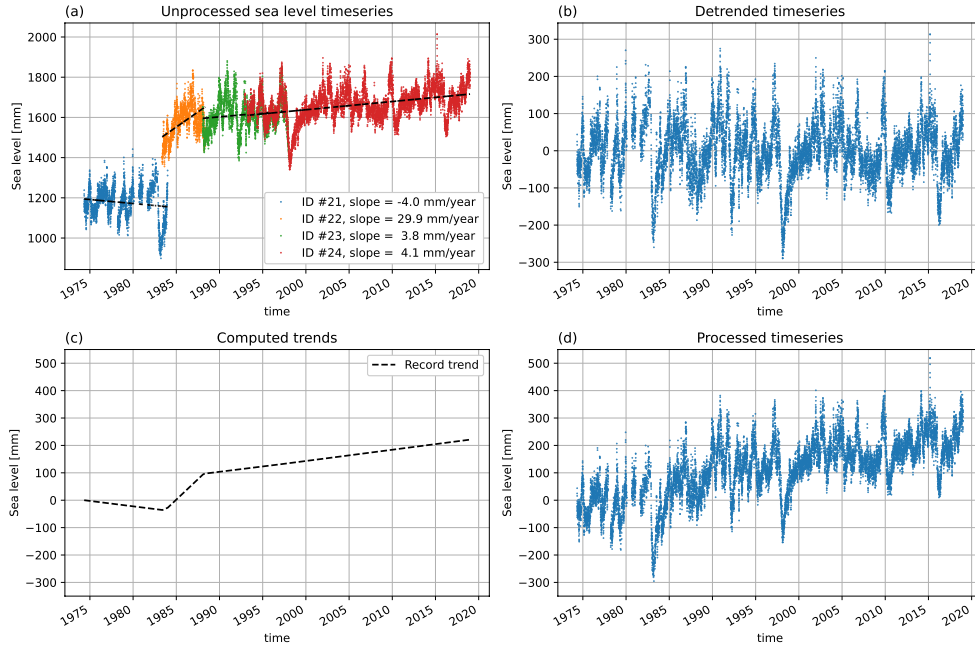 (a) Unprocessed sea level timeseries
Sea level [mm]
2000
1800
1600
1400
1200
1000
ID #21, slope = -4.0 mm/year
ID #22, slope = 29.9 mm/year
ID #23, slope = 3.8 mm/year
ID #24, slope = 4.1 mm/year
1975 1980 1985 1990 1995 2000 2005 2010 2015 2020
time
(b) Detrended timeseries
Sea level [mm]
300
200
100
0
−100
−200
−300
1975 1980 1985 1990 1995 2000 2005 2010 2015 2020
time
(c) Computed trends
Sea level [mm]
500
400
300
200
100
0
−100
−200
−300
Record trend
1975 1980 1985 1990 1995 2000 2005 2010 2015 2020
time
(d) Processed timeseries
Sea level [mm]
500
400
300
200
100
0
−100
−200
−300
1975 1980 1985 1990 1995 2000 2005 2010 2015 2020
time